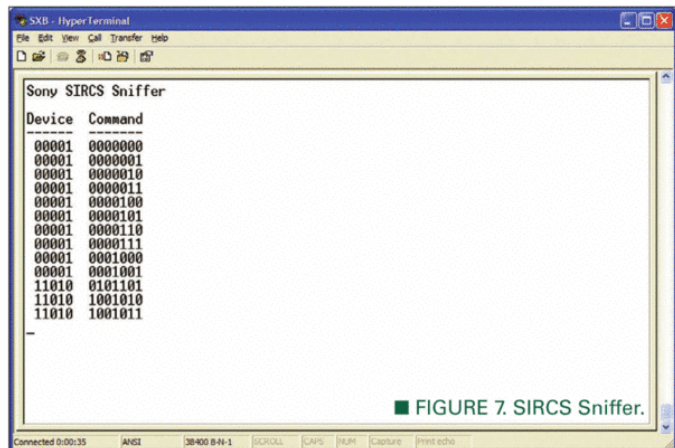 SXB - HyperTerminal
File Edit View Call Transfer Help
Sony SIRCS Sniffer
Device Command
------ -------
00001 0000000
00001 0000001
00001 0000010
00001 0000011
00001 0000100
00001 0000101
00001 0000110
00001 0000111
00001 0001000
00001 0001001
11010 0101101
11010 1001010
11010 1001011
_
■ FIGURE 7. SIRCS Sniffer.
Connected 0:00:35 ANSI 38400 8-N-1 SCROLL CAPS NUM Capture Print echo